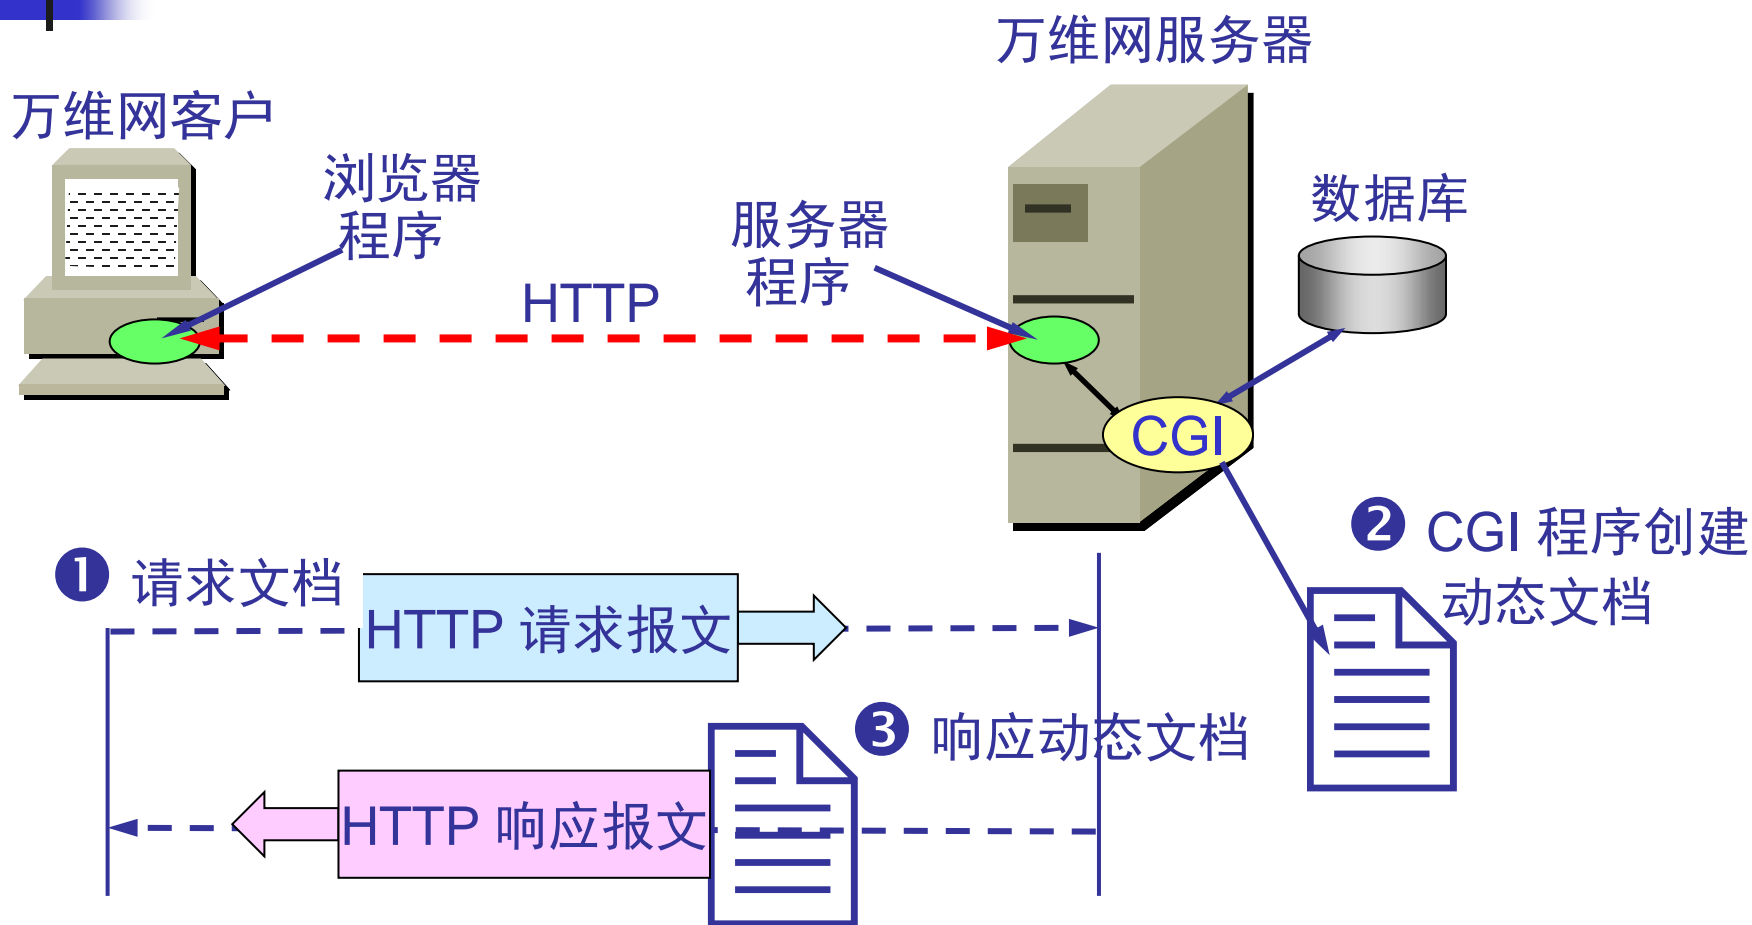 万维网服务器
万维网客户
浏览器
程序
服务器
程序
数据库
HTTP
CGI
❷ CGI 程序创建
动态文档
❶ 请求文档
HTTP 请求报文
❸ 响应动态文档
HTTP 响应报文